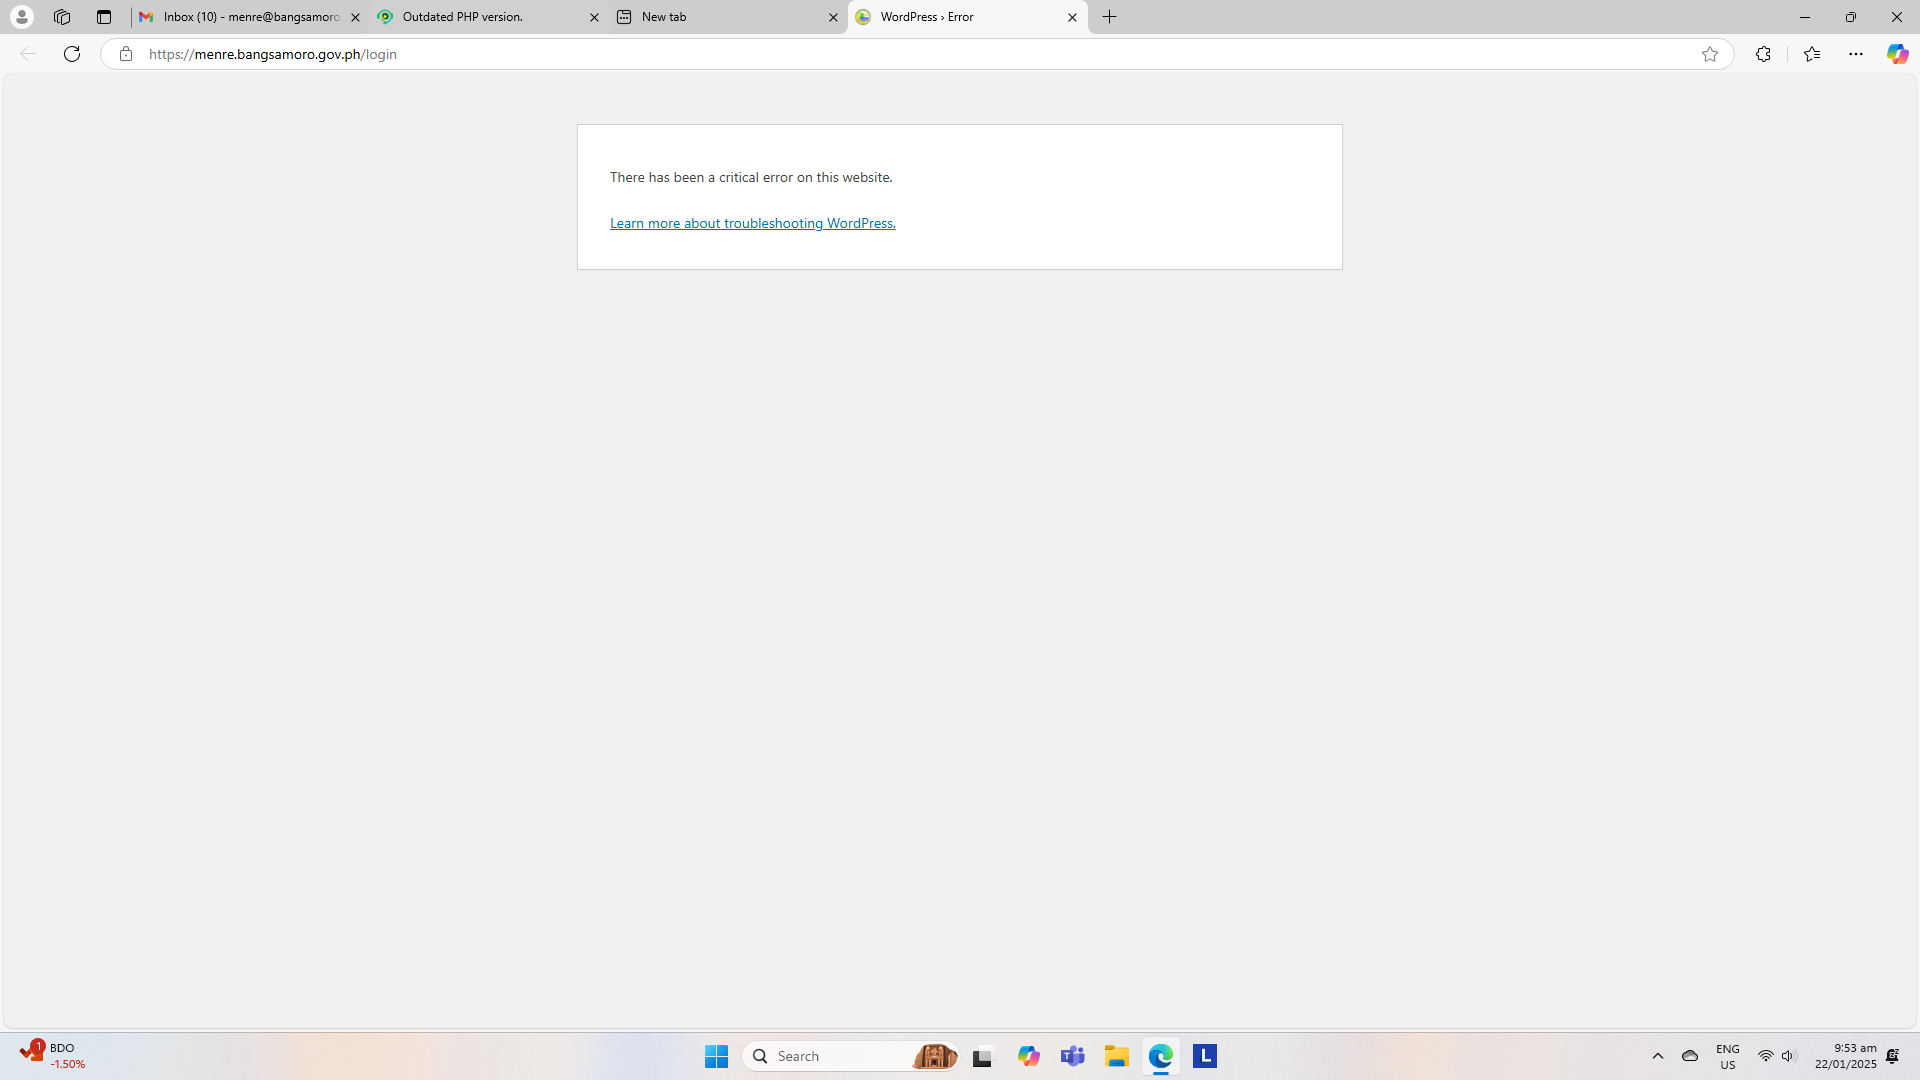 Inbox (10) - menre@bangsamoro.
Outdated PHP version.
New tab
WordPress › Error
https://menre.bangsamoro.gov.ph/login
There has been a critical error on this website.
Learn more about troubleshooting WordPress.
1
BDO
-1.50%
Search
L
ENG
US
9:53 am
22/01/2025